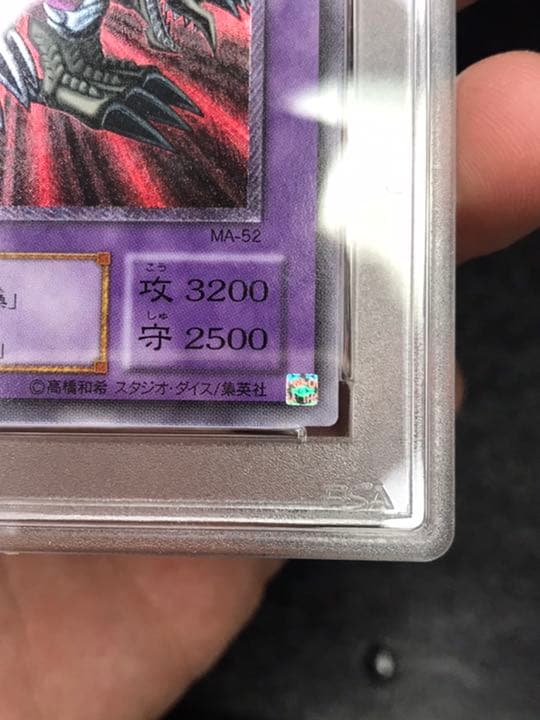 MA-52
こう
攻 3200
しゅ
守 2500
」
」
©高橋和希 スタジオ・ダイス/集英社